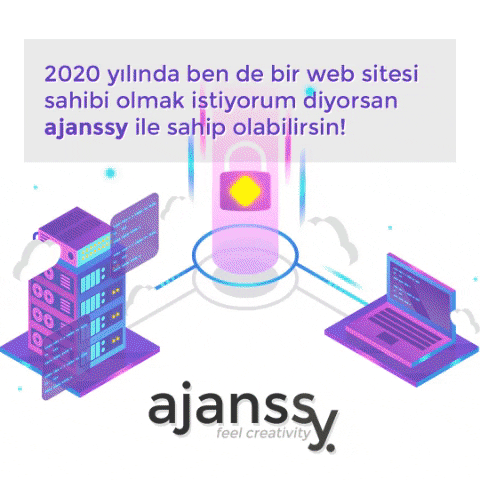 2020 yılında ben de bir web sitesi
sahibi olmak istiyorum diyorsan
ajanssy ile sahip olabilirsin!
ajanssy.
feel creativity